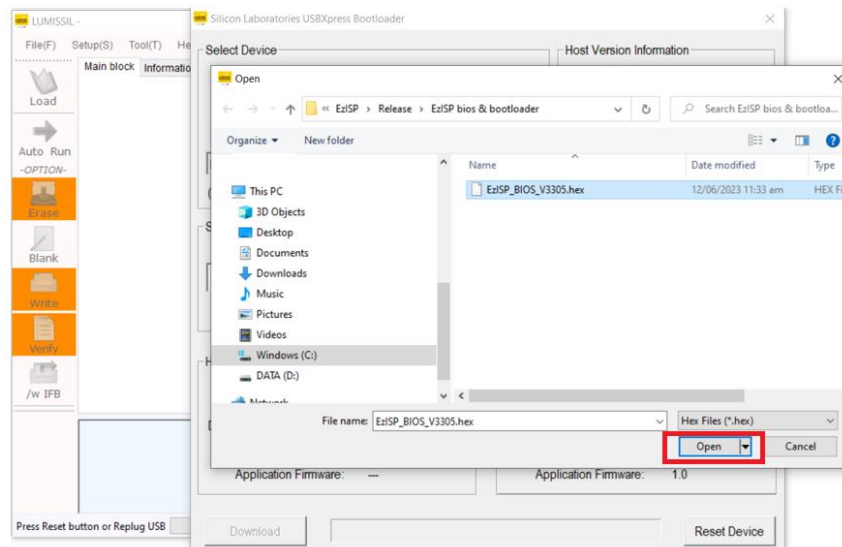 LUMISSIL -
File(F) Setup(S) Tool(T) He
Main block Informatio
Load
Auto Run
-OPTION-
Erase
Blank
Write
Verify
/w IFB
Press Reset button or Replug USB
Silicon Laboratories USBXpress Bootloader
Select Device
Host Version Information
Open
« EzISP > Release > EzISP bios & bootloader
Search EzISP bios & bootloa...
Organize
New folder
Name
Date modified
Type
EzISP_BIOS_V3305.hex
12/06/2023 11:33 am
HEX Fi
This PC
3D Objects
Desktop
Documents
Downloads
Music
Pictures
Videos
Windows (C:)
DATA (D:)
Network
File name: EzISP_BIOS_V3305.hex
Hex Files (*.hex)
Open
Cancel
Application Firmware: ---
Application Firmware: 1.0
Download
Reset Device